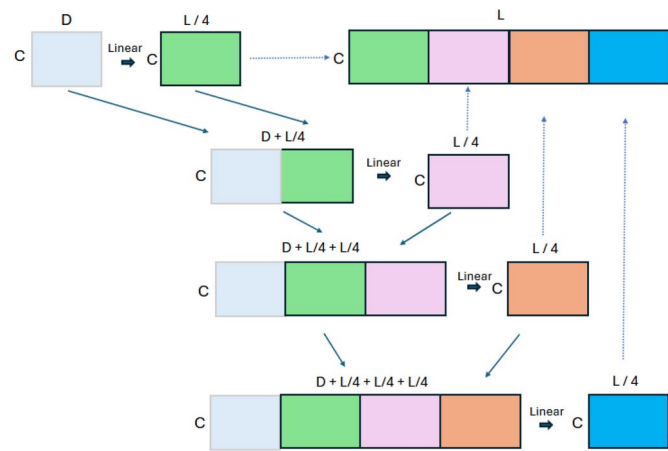 D
L / 4
L
C
Linear
C
C
D + L/4
L / 4
C
Linear
C
D + L/4 + L/4
L / 4
C
Linear
C
D + L/4 + L/4 + L/4
L / 4
C
Linear
C